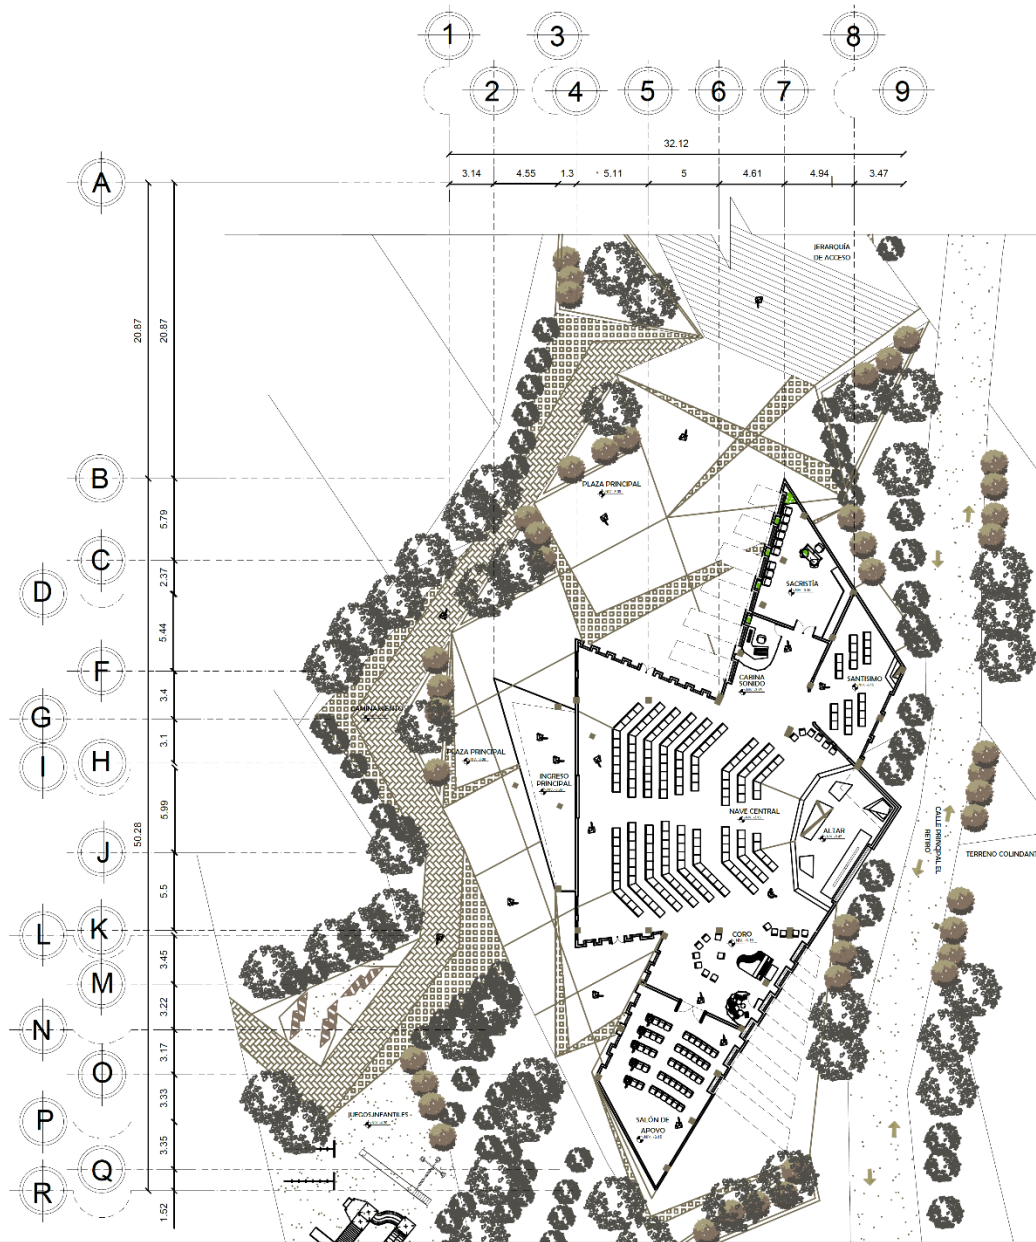 1
3
8
2
4
5
6
7
9
32.12
3.14
4.55
1.3
5.11
5
4.61
4.94
3.47
A
B
C
D
F
G
H
I
J
K
L
M
N
O
P
Q
R
20.87
20.87
5.79
2.37
5.44
3.4
3.1
5.99
50.28
5.5
3.45
3.22
3.17
3.33
3.35
1.52
JERARQUÍA
DE ACCESO
PLAZA PRINCIPAL
SACRISTÍA
CABINA
SONIDO
SANTISIMO
CAMINAMIENTO
PLAZA PRINCIPAL
INGRESO
PRINCIPAL
NAVE CENTRAL
ALTAR
CALLE PRINCIPAL EL
RETIRO
TERRENO COLINDANT
CORO
SALÓN DE
APOYO
JUEGOS INFANTILES